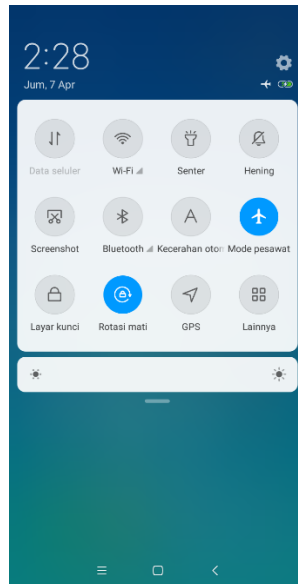 2:28
Jum, 7 Apr
Data seluler
Wi-Fi
Senter
Hening
Screenshot
Bluetooth
Kecerahan oton
Mode pesawat
Layar kunci
Rotasi mati
GPS
Lainnya